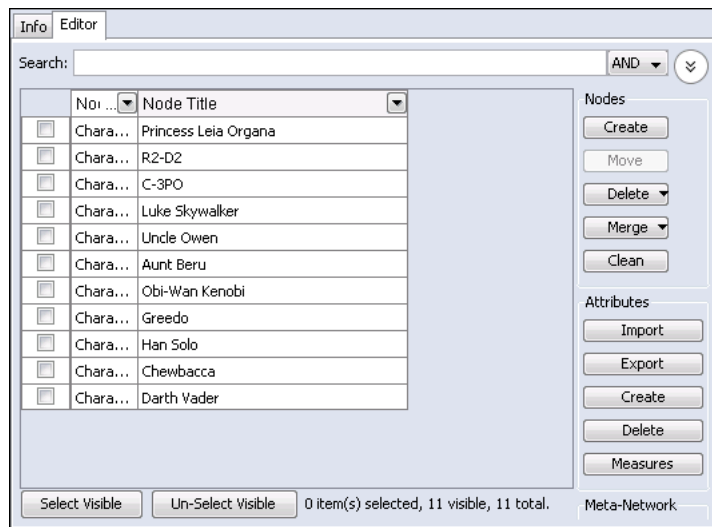 Info Editor
Search: AND
Noı ... Node Title
Chara... Princess Leia Organa
Chara... R2-D2
Chara... C-3PO
Chara... Luke Skywalker
Chara... Uncle Owen
Chara... Aunt Beru
Chara... Obi-Wan Kenobi
Chara... Greedo
Chara... Han Solo
Chara... Chewbacca
Chara... Darth Vader
Select Visible Un-Select Visible 0 item(s) selected, 11 visible, 11 total.
Nodes
Create
Move
Delete
Merge
Clean
Attributes
Import
Export
Create
Delete
Measures
Meta-Network